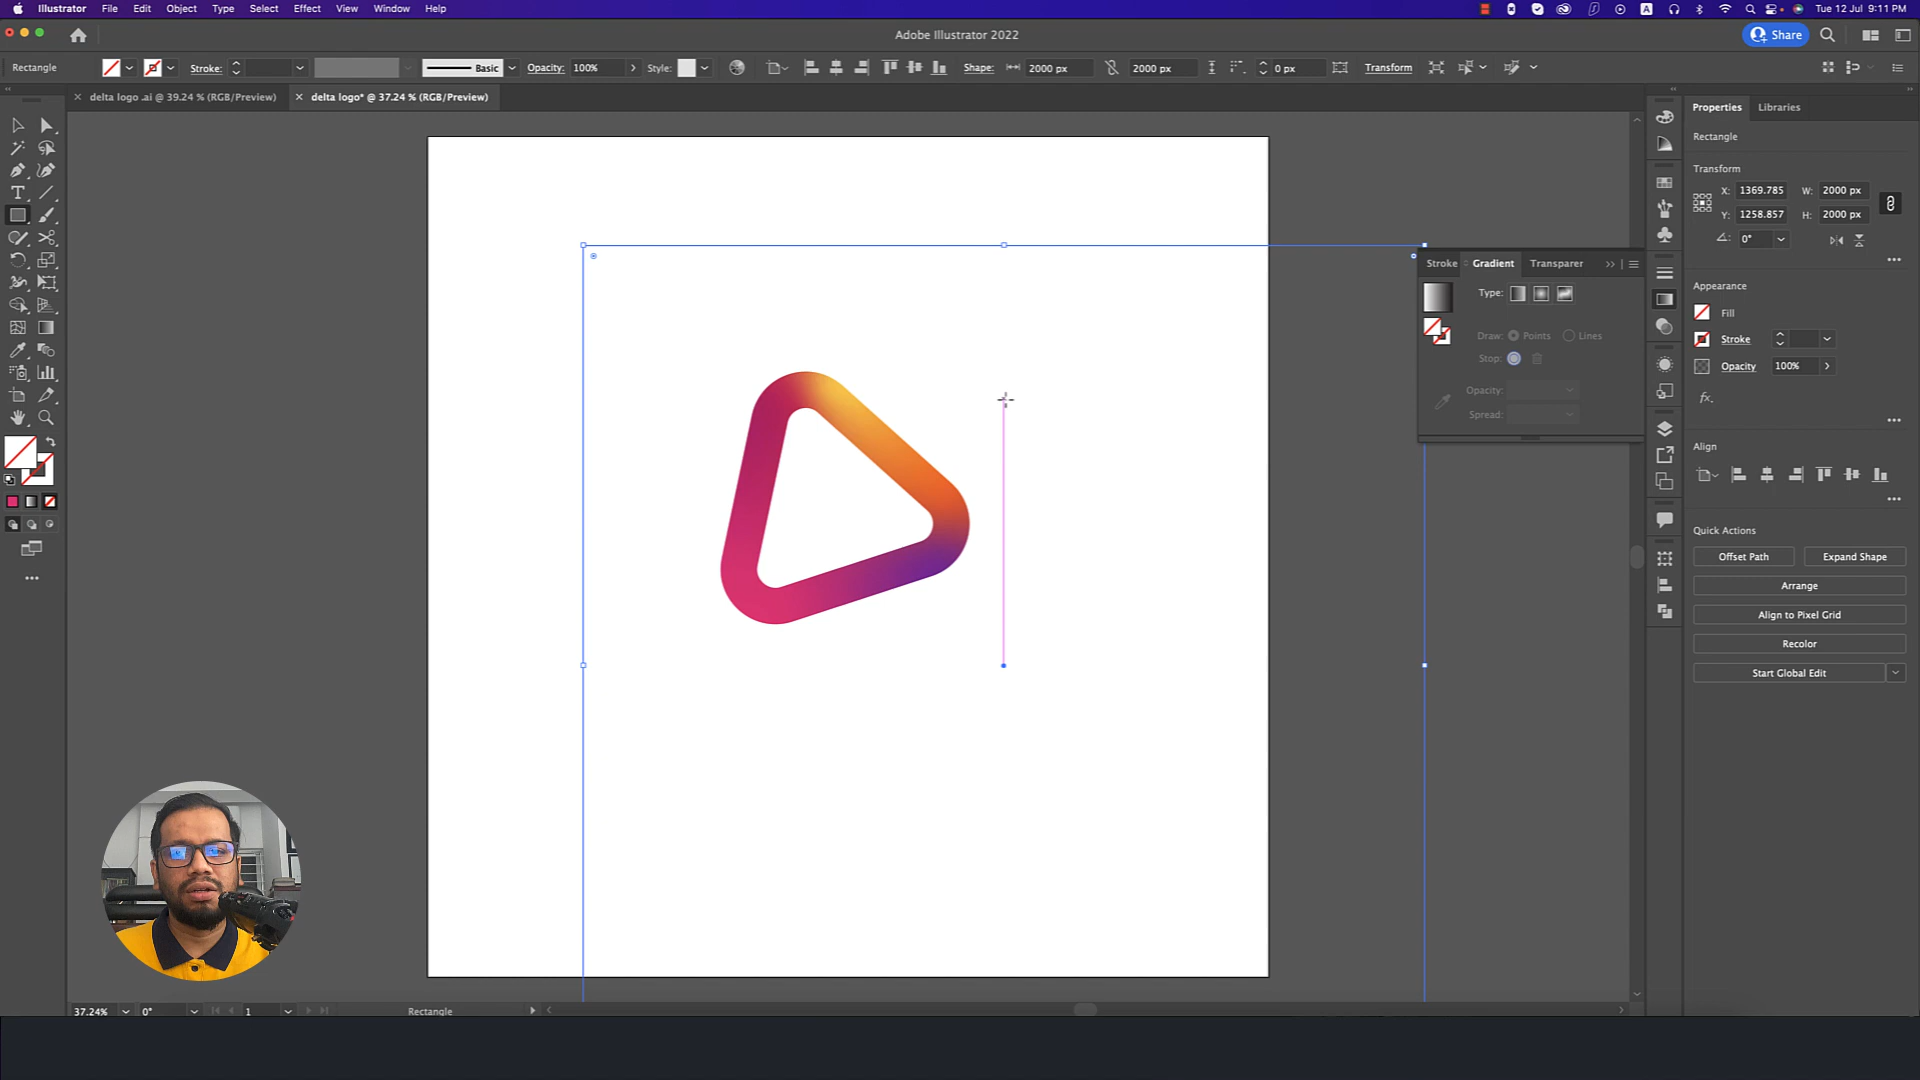 Illustrator File Edit Object Type Select Effect View Window Help
A Tue 12 Jul 9:11 PM
Adobe Illustrator 2022
Share
Rectangle Stroke: Basic Opacity: 100% Style: Shape: 2000 px 2000 px 0 px Transform
delta logo .ai @ 39.24 % (RGB/Preview) delta logo* @ 37.24 % (RGB/Preview)
Properties Libraries
Rectangle
Transform
X: 1369.785 W: 2000 px
Y: 1258.857 H: 2000 px
0°
Stroke Gradient Transparer
Type:
Draw: Points Lines
Stop:
Opacity:
Spread:
Appearance
Fill
Stroke
Opacity 100%
fx.
Align
Quick Actions
Offset Path Expand Shape
Arrange
Align to Pixel Grid
Recolor
Start Global Edit
37.24% 0° 1 Rectangle